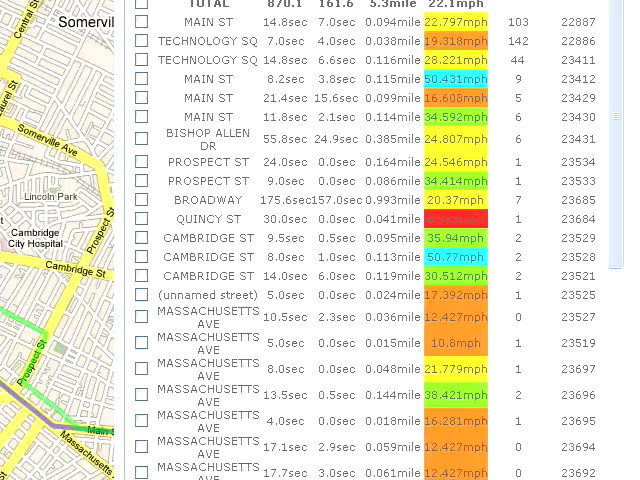 Central St
Somervil
Somerville Ave
Lincoln Park
Cambridge
City Hospital
Prospect St
Cambridge St
Prospect St
Main
Massachusetts
TOTAL 870.1 161.6 5.3mile 22.1mph
MAIN ST 14.8sec 7.0sec 0.094mile 22.797mph 103 22887
TECHNOLOGY SQ 7.0sec 4.0sec 0.038mile 19.318mph 142 22886
TECHNOLOGY SQ 14.8sec 6.6sec 0.116mile 28.221mph 44 23411
MAIN ST 8.2sec 3.8sec 0.115mile 50.431mph 9 23412
MAIN ST 21.4sec 15.6sec 0.099mile 16.608mph 5 23429
MAIN ST 11.8sec 2.1sec 0.114mile 34.592mph 6 23430
BISHOP ALLEN
DR 55.8sec 24.9sec 0.385mile 24.807mph 6 23431
PROSPECT ST 24.0sec 0.0sec 0.164mile 24.546mph 1 23534
PROSPECT ST 9.0sec 0.0sec 0.086mile 34.414mph 1 23533
BROADWAY 175.6sec 157.0sec 0.993mile 20.37mph 7 23685
QUINCY ST 30.0sec 0.0sec 0.041mile 1 23684
CAMBRIDGE ST 9.5sec 0.5sec 0.095mile 35.94mph 2 23529
CAMBRIDGE ST 8.0sec 1.0sec 0.113mile 50.77mph 2 23528
CAMBRIDGE ST 14.0sec 6.0sec 0.119mile 30.512mph 2 23521
(unnamed street) 5.0sec 0.0sec 0.024mile 17.392mph 1 23525
MASSACHUSETTS
AVE 10.5sec 2.3sec 0.036mile 12.427mph 0 23527
MASSACHUSETTS
AVE 5.0sec 0.0sec 0.015mile 10.8mph 1 23519
MASSACHUSETTS
AVE 8.0sec 0.0sec 0.048mile 21.779mph 1 23697
MASSACHUSETTS
AVE 13.5sec 0.5sec 0.144mile 38.421mph 2 23696
MASSACHUSETTS
AVE 4.0sec 0.0sec 0.018mile 16.281mph 1 23695
MASSACHUSETTS
AVE 17.1sec 2.9sec 0.059mile 12.427mph 0 23694
MASSACHUSETTS
AVE 17.7sec 3.0sec 0.061mile 12.427mph 0 23692